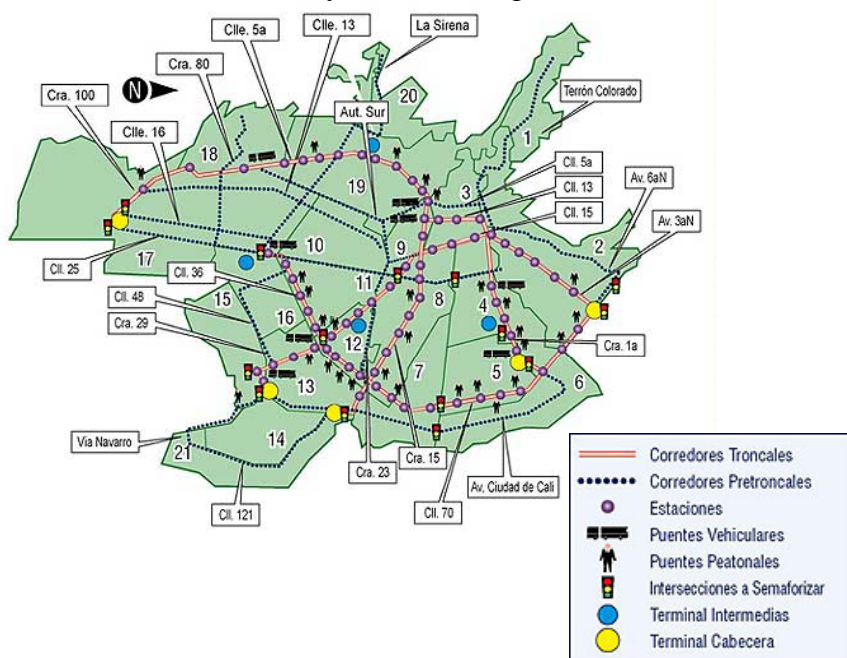 La Sirena
Clle. 13
Clle. 5a
Cra. 80
Cra. 100
N
Aut. Sur
20
1
Terrón Colorado
Clle. 16
18
19
3
Cll. 5a
Cll. 13
Av. 6aN
Cll. 15
2
Av. 3aN
10
9
17
Cll. 25
Cll. 36
11
8
15
Cll. 48
16
4
Cra. 29
12
Cra. 1a
7
5
6
13
Vía Navarro
21
14
Cra. 15
Av, Ciudad de Cali
Cra. 23
Cll. 121
Cll. 70
Corredores Troncales
Corredores Pretroncales
Estaciones
Puentes Vehiculares
Puentes Peatonales
Intersecciones a Semaforizar
Terminal Intermedias
Terminal Cabecera